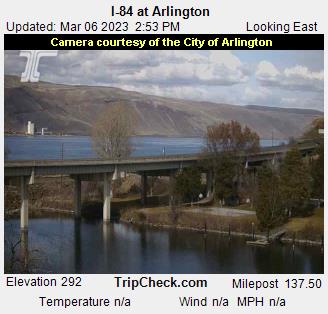 I-84 at Arlington
Updated: Mar 06 2023 2:53 PM Looking East
Camera courtesy of the City of Arlington
Elevation 292 TripCheck.com Milepost 137.50
Temperature n/a Wind n/a MPH n/a